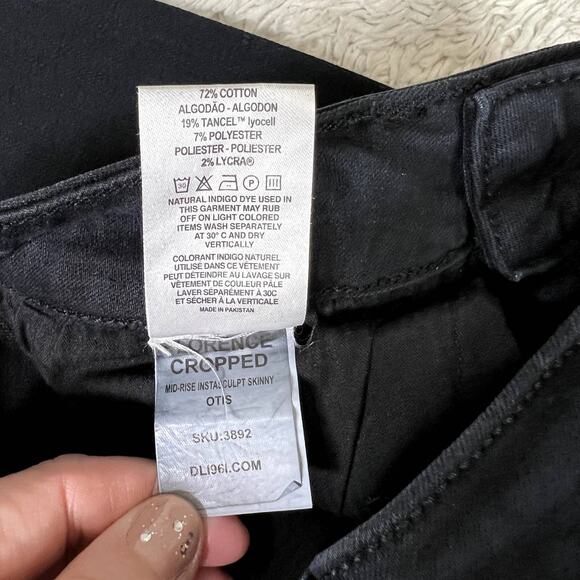 72% COTTON
ALGODÃO - ALGODON
19% TANCEL™ lyocell
7% POLYESTER
POLIESTER - POLIESTER
2% LYCRA®
30 P
NATURAL INDIGO DYE USED IN
THIS GARMENT MAY RUB
OFF ON LIGHT COLORED
ITEMS WASH SEPARATELY
AT 30° C AND DRY
VERTICALLY
COLORANT INDIGO NATUREL
UTILISÉ DANS CE VÊTEMENT
PEUT DÉTEINDRE AU LAVAGE SUR
VÊTEMENT DE COULEUR PÂLE
LAVER SÉPARÉMENT À 30C
ET SÉCHER À LA VERTICALE
MADE IN PAKISTAN
FLORENCE
CROPPED
MID-RISE INSTASCULPT SKINNY
OTIS
SKU:3892
DL1961.COM